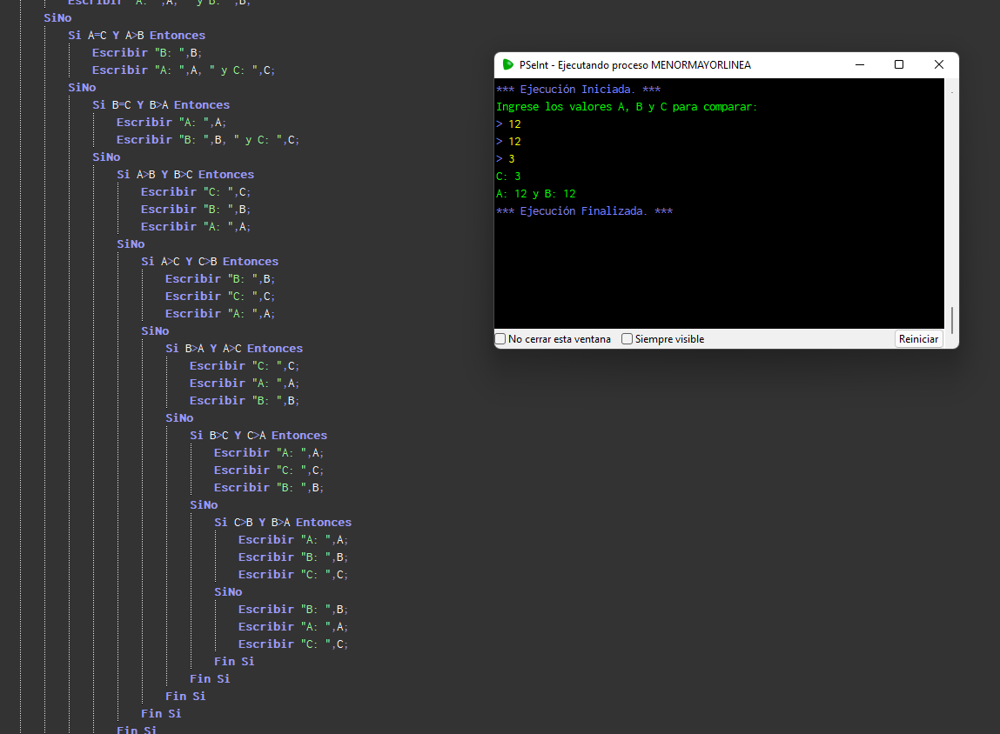 Escribir "A: ",A, " y B: ",B;
SiNo
Si A=C Y A>B Entonces
Escribir "B: ",B;
Escribir "A: ",A, " y C: ",C;
SiNo
Si B=C Y B>A Entonces
Escribir "A: ",A;
Escribir "B: ",B, " y C: ",C;
SiNo
Si A>B Y B>C Entonces
Escribir "C: ",C;
Escribir "B: ",B;
Escribir "A: ",A;
SiNo
Si A>C Y C>B Entonces
Escribir "B: ",B;
Escribir "C: ",C;
Escribir "A: ",A;
SiNo
Si B>A Y A>C Entonces
Escribir "C: ",C;
Escribir "A: ",A;
Escribir "B: ",B;
SiNo
Si B>C Y C>A Entonces
Escribir "A: ",A;
Escribir "C: ",C;
Escribir "B: ",B;
SiNo
Si C>B Y B>A Entonces
Escribir "A: ",A;
Escribir "B: ",B;
Escribir "C: ",C;
SiNo
Escribir "B: ",B;
Escribir "A: ",A;
Escribir "C: ",C;
Fin Si
Fin Si
Fin Si
Fin Si
Fin Si
PSeInt - Ejecutando proceso MENORMAYORLINEA
*** Ejecución Iniciada. ***
Ingrese los valores A, B y C para comparar:
> 12
> 12
> 3
C: 3
A: 12 y B: 12
*** Ejecución Finalizada. ***
No cerrar esta ventana
Siempre visible
Reiniciar